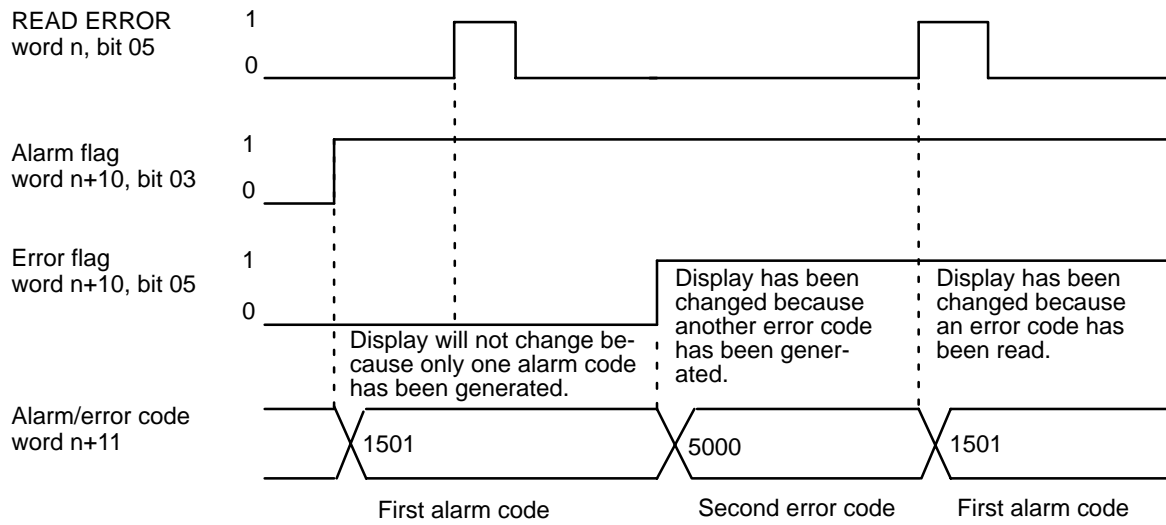 READ ERROR
word n, bit 05
1
0
Alarm flag
word n+10, bit 03
1
0
Error flag
word n+10, bit 05
1
0
Display will not change be-
cause only one alarm code
has been generated.
Display has been
changed because
another error code
has been gener-
ated.
Display has been
changed because
an error code has
been read.
Alarm/error code
word n+11
1501
5000
1501
First alarm code
Second error code
First alarm code